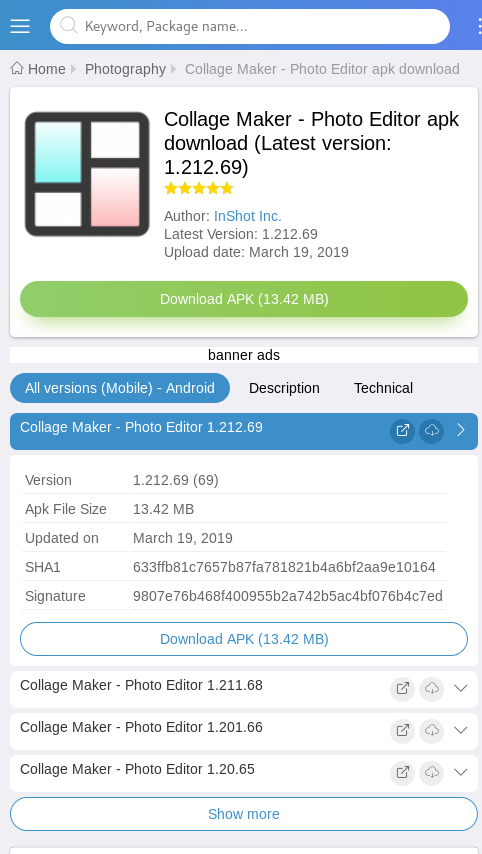 Keyword, Package name...
Home Photography Collage Maker - Photo Editor apk download
Collage Maker - Photo Editor apk
download (Latest version:
1.212.69)
Author: InShot Inc.
Latest Version: 1.212.69
Upload date: March 19, 2019
Download APK (13.42 MB)
banner ads
All versions (Mobile) - Android Description Technical
Collage Maker - Photo Editor 1.212.69
Version 1.212.69 (69)
Apk File Size 13.42 MB
Updated on March 19, 2019
SHA1 633ffb81c7657b87fa781821b4a6bf2aa9e10164
Signature 9807e76b468f400955b2a742b5ac4bf076b4c7ed
Download APK (13.42 MB)
Collage Maker - Photo Editor 1.211.68
Collage Maker - Photo Editor 1.201.66
Collage Maker - Photo Editor 1.20.65
Show more